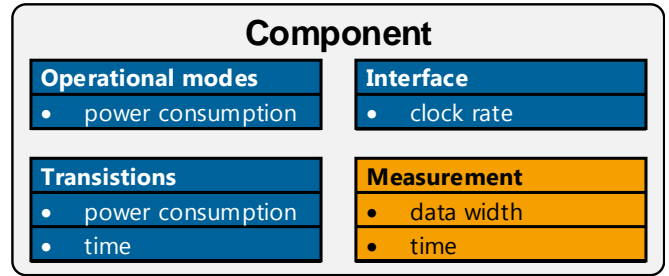 Component
Operational modes
• power consumption
Interface
• clock rate
Transistions
• power consumption
• time
Measurement
• data width
• time